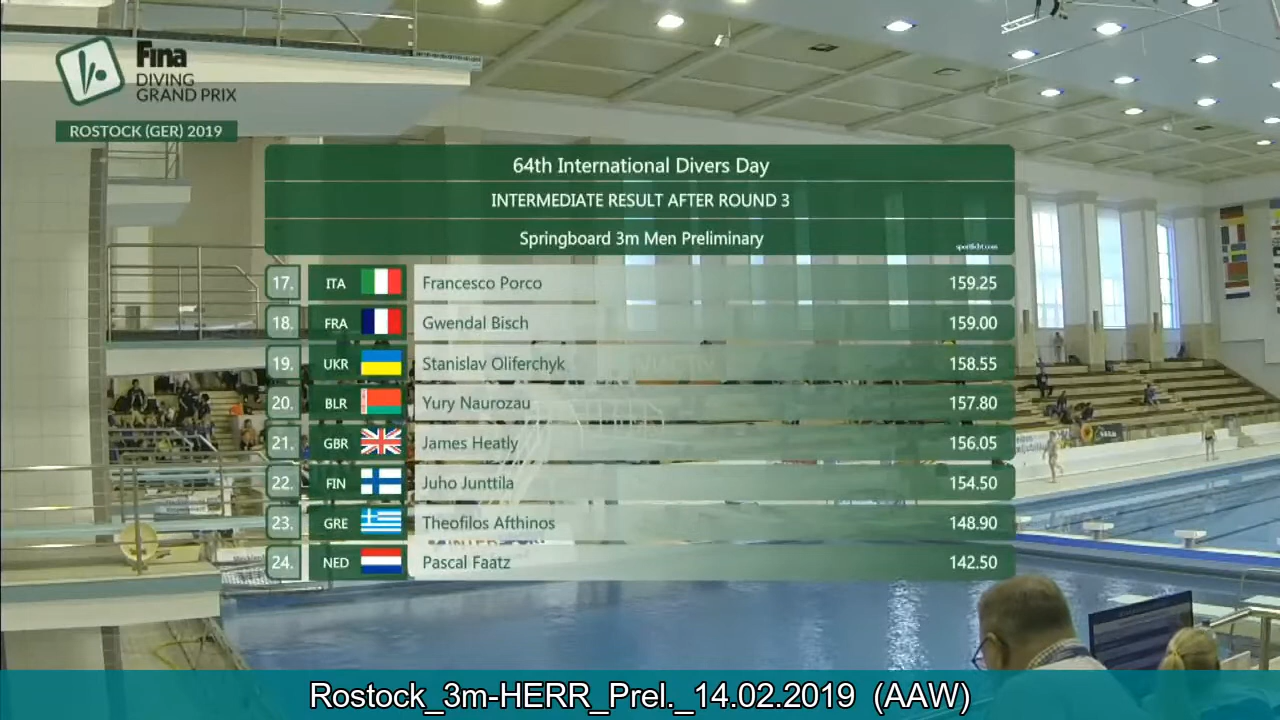 Fina
DIVING
GRAND PRIX
ROSTOCK (GER) 2019
64th International Divers Day
INTERMEDIATE RESULT AFTER ROUND 3
Springboard 3m Men Preliminary
sportlicht.com
17. ITA Francesco Porco 159.25
18. FRA Gwendal Bisch 159.00
19. UKR Stanislav Oliferchyk 158.55
20. BLR Yury Naurozau 157.80
21. GBR James Heatly 156.05
22. FIN Juho Junttila 154.50
23. GRE Theofilos Afthinos 148.90
24. NED Pascal Faatz 142.50
Rostock_3m-HERR_Prel._14.02.2019 (AAW)